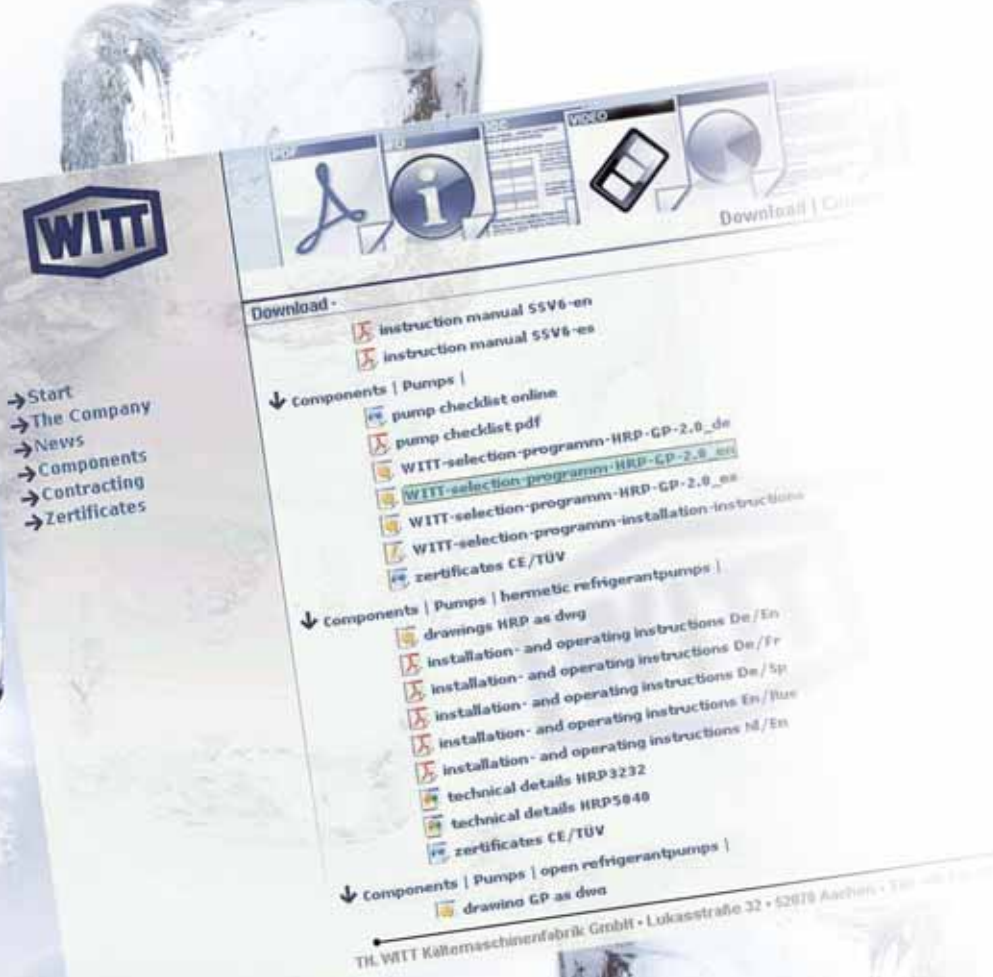 PDF
VIDEO
WITT
Download |
Download -
instruction manual SSV6-en
instruction manual SSV6-es
→Start
→The Company
→News
→Components
→Contracting
→Zertificates
↓ Components | Pumps |
pump checklist online
pump checklist pdf
WITT-selection-programm-HRP-GP-2.0_de
WITT-selection-programm-HRP-GP-2.0_en
WITT-selection-programm-HRP-GP-2.0_es
WITT-selection-programm-installation-instructions
zertificates CE/TÜV
↓ Components | Pumps | hermetic refrigerantpumps |
drawings HRP as dwg
installation- and operating instructions De/En
installation- and operating instructions De/Fr
installation- and operating instructions De/Sp
installation- and operating instructions En/Rus
installation- and operating instructions Nl/En
technical details HRP3232
technical details HRP5040
zertificates CE/TÜV
↓ Components | Pumps | open refrigerantpumps |
drawing GP as dwg
TH. WITT Kältemaschinenfabrik GmbH • Lukasstraße 32 • 52070 Aachen •